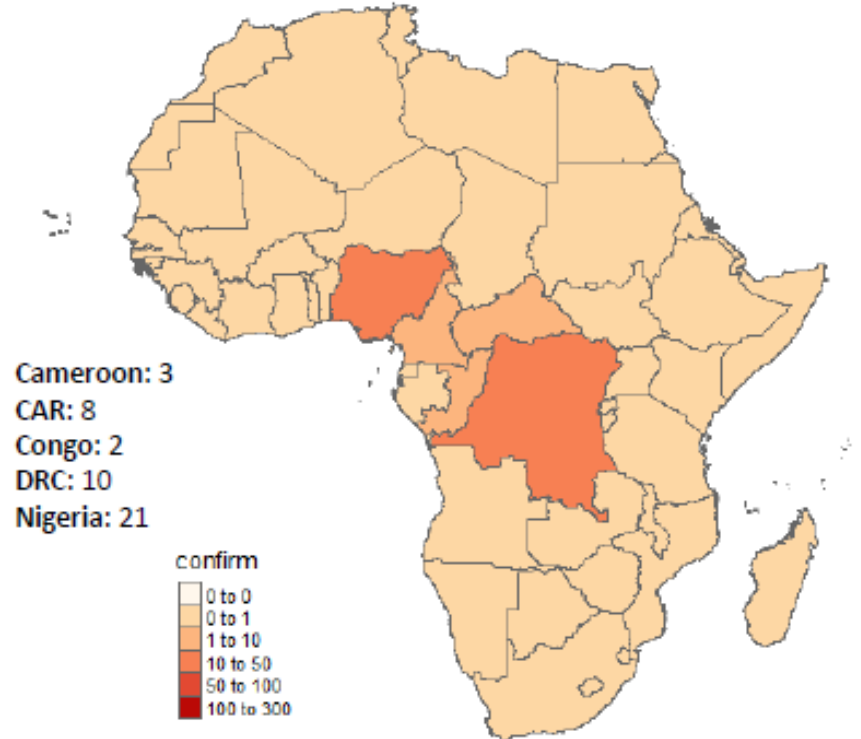 Cameroon: 3
CAR: 8
Congo: 2
DRC: 10
Nigeria: 21
confirm
0 to 0
0 to 1
1 to 10
10 to 50
50 to 100
100 to 300